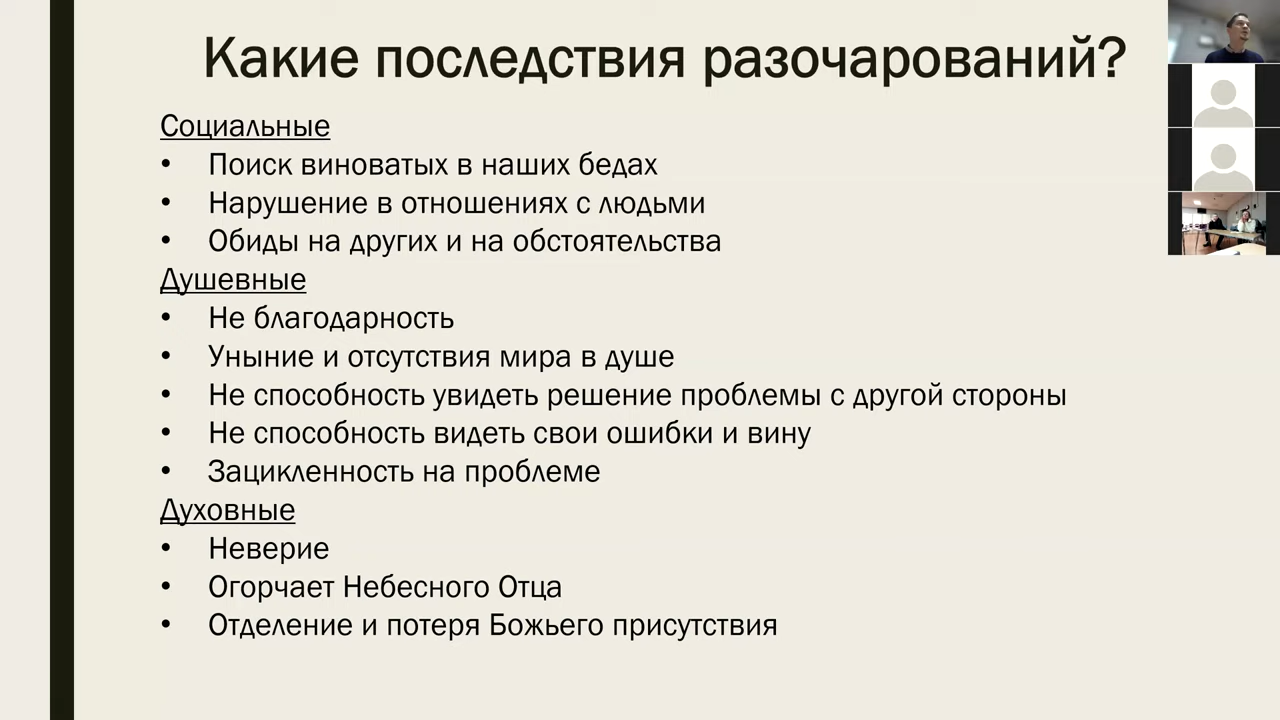 Какие последствия разочарований?
Социальные
• Поиск виноватых в наших бедах
• Нарушение в отношениях с людьми
• Обиды на других и на обстоятельства
Душевные
• Не благодарность
• Уныние и отсутствия мира в душе
• Не способность увидеть решение проблемы с другой стороны
• Не способность видеть свои ошибки и вину
• Зацикленность на проблеме
Духовные
• Неверие
• Огорчает Небесного Отца
• Отделение и потеря Божьего присутствия